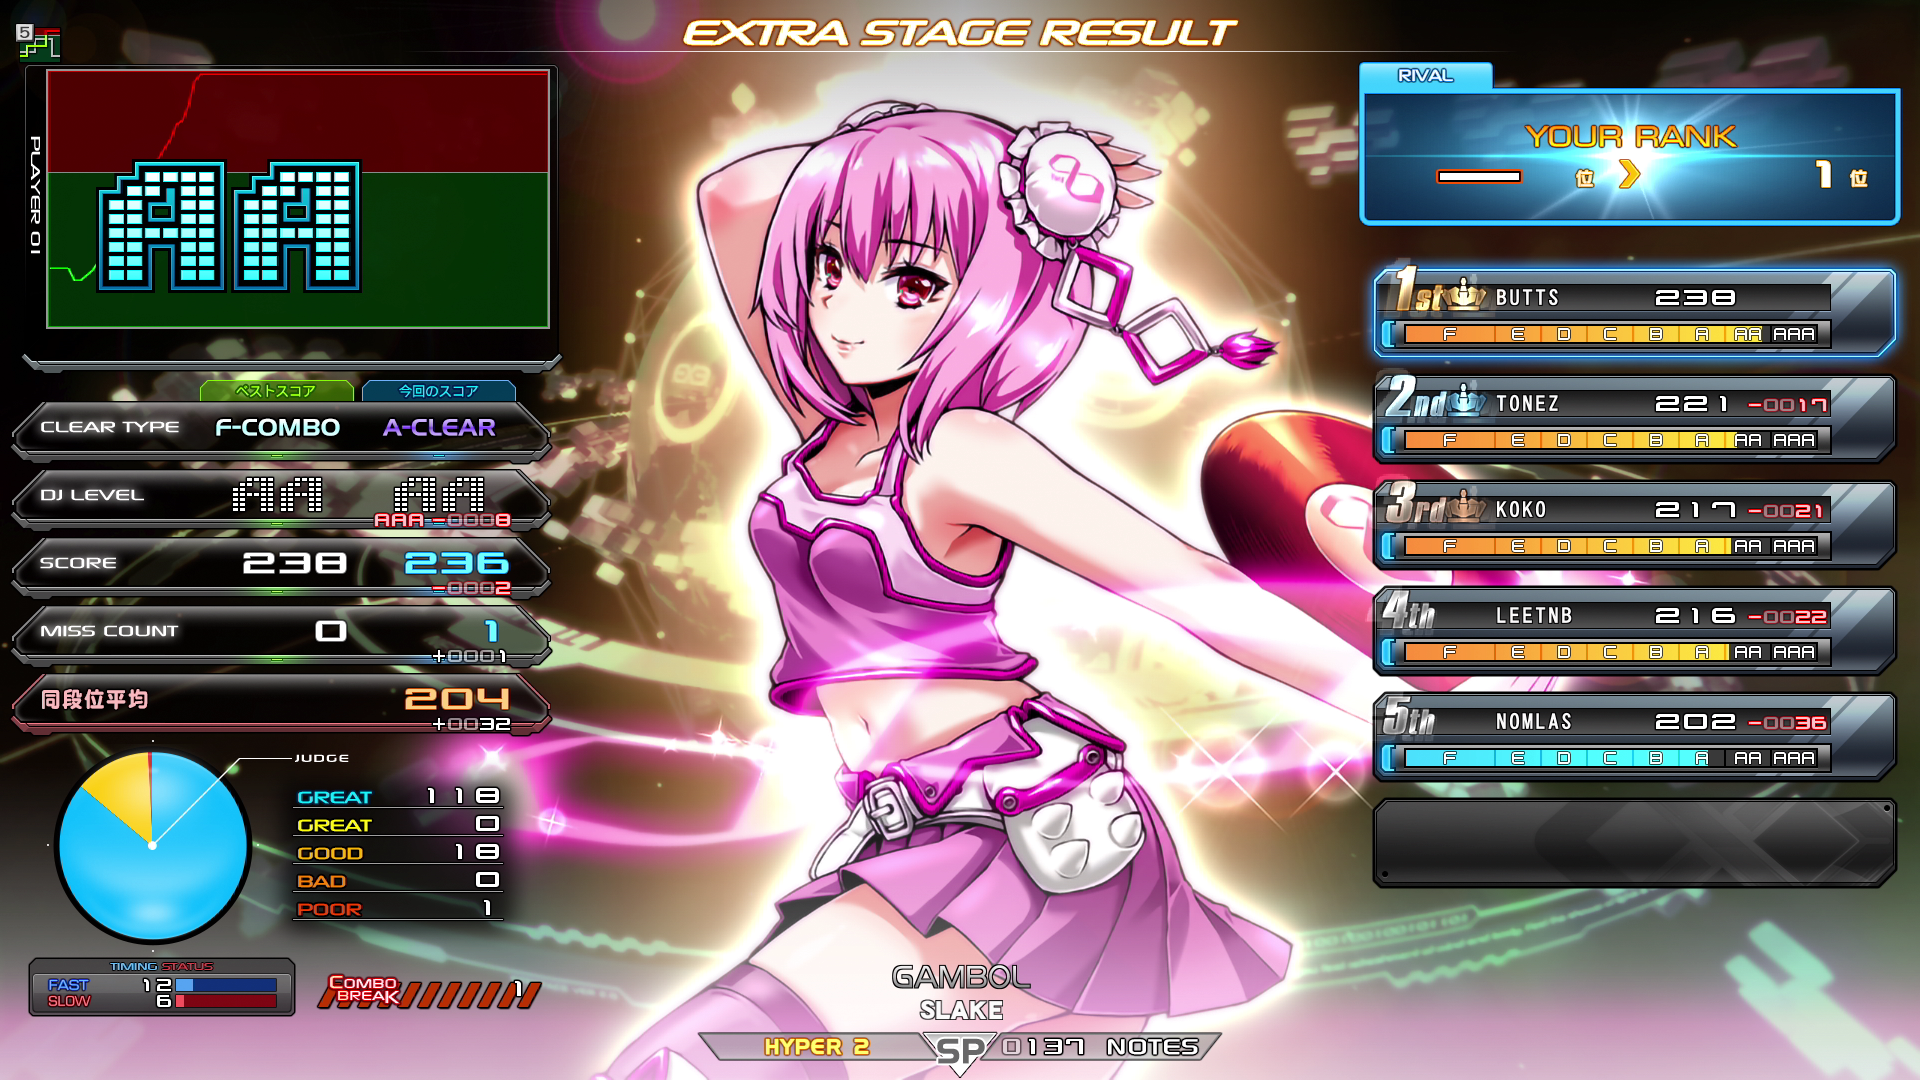 EXTRA STAGE RESULT
5
PLAYER 01
AA
ベストスコア 今回のスコア
CLEAR TYPE F-COMBO A-CLEAR
DJ LEVEL AA AA
AAA -0008
SCORE 238 236
-0002
MISS COUNT 0 1
+0001
同段位平均 204
+0032
JUDGE
GREAT 118
GREAT 0
GOOD 18
BAD 0
POOR 1
TIMING STATUS
FAST 12
SLOW 6
COMBO BREAK 1
GAMBOL
SLAKE
HYPER 2 SP 0137 NOTES
RIVAL
YOUR RANK
位 1 位
1st BUTTS 238
F E D C B A AA AAA
2nd TONEZ 221 -0017
F E D C B A AA AAA
3rd KOKO 217 -0021
F E D C B A AA AAA
4th LEETNB 216 -0022
F E D C B A AA AAA
5th NOMLAS 202 -0036
F E D C B A AA AAA